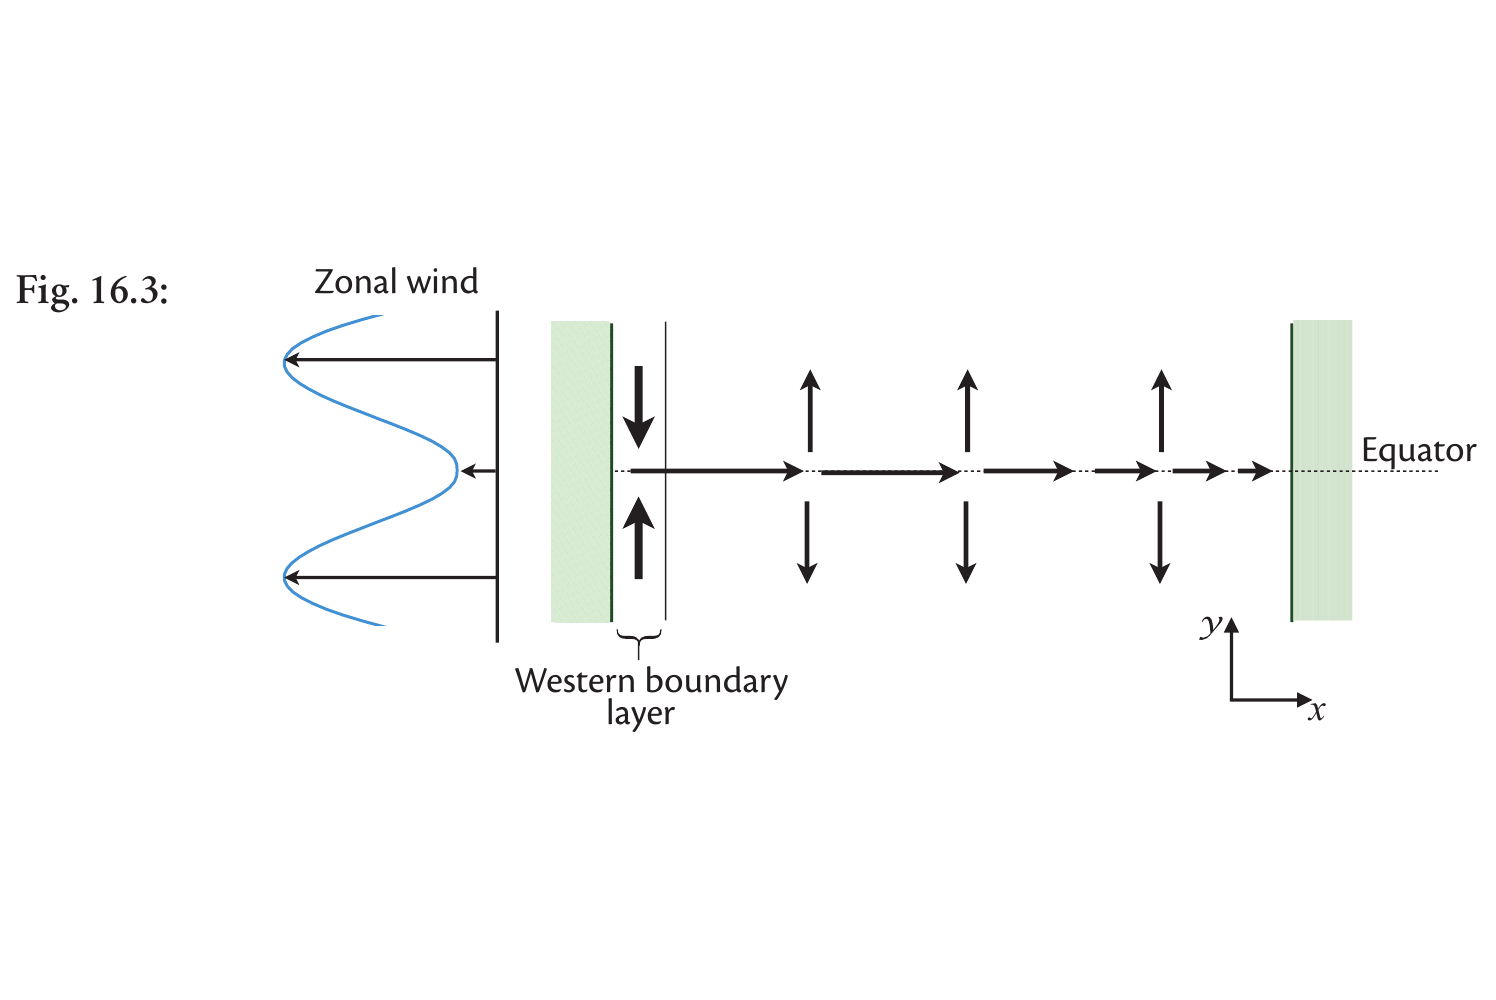 Fig. 16.3:
Zonal wind
Equator
Western boundary
layer
y
x